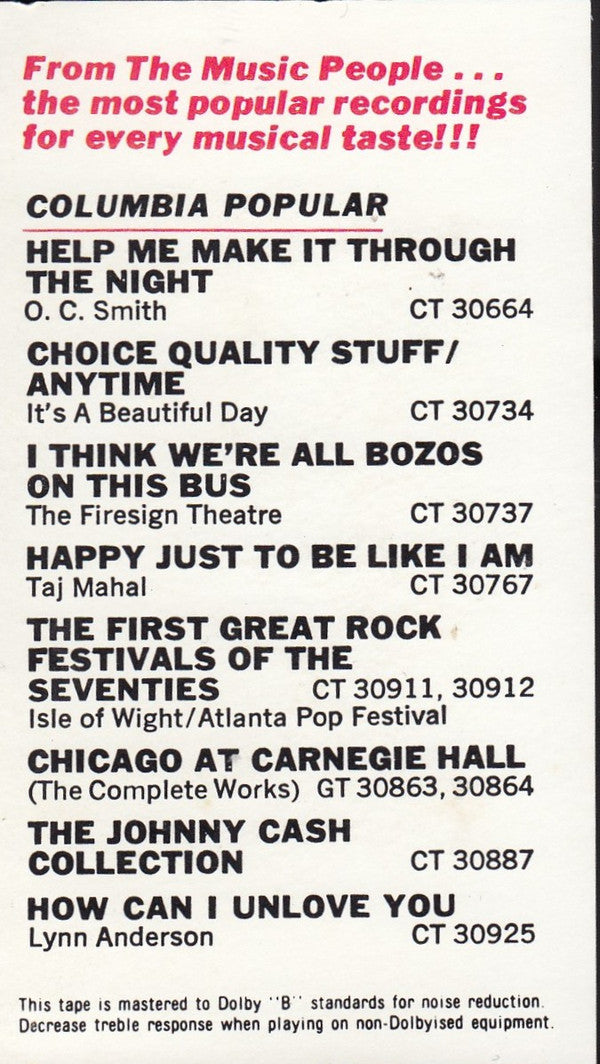 From The Music People . . .
the most popular recordings
for every musical taste!!!
COLUMBIA POPULAR
HELP ME MAKE IT THROUGH
THE NIGHT
O. C. Smith CT 30664
CHOICE QUALITY STUFF/
ANYTIME
It's A Beautiful Day CT 30734
I THINK WE'RE ALL BOZOS
ON THIS BUS
The Firesign Theatre CT 30737
HAPPY JUST TO BE LIKE I AM
Taj Mahal CT 30767
THE FIRST GREAT ROCK
FESTIVALS OF THE
SEVENTIES CT 30911, 30912
Isle of Wight/Atlanta Pop Festival
CHICAGO AT CARNEGIE HALL
(The Complete Works) GT 30863, 30864
THE JOHNNY CASH
COLLECTION CT 30887
HOW CAN I UNLOVE YOU
Lynn Anderson CT 30925
This tape is mastered to Dolby "B" standards for noise reduction.
Decrease treble response when playing on non-Dolbyised equipment.